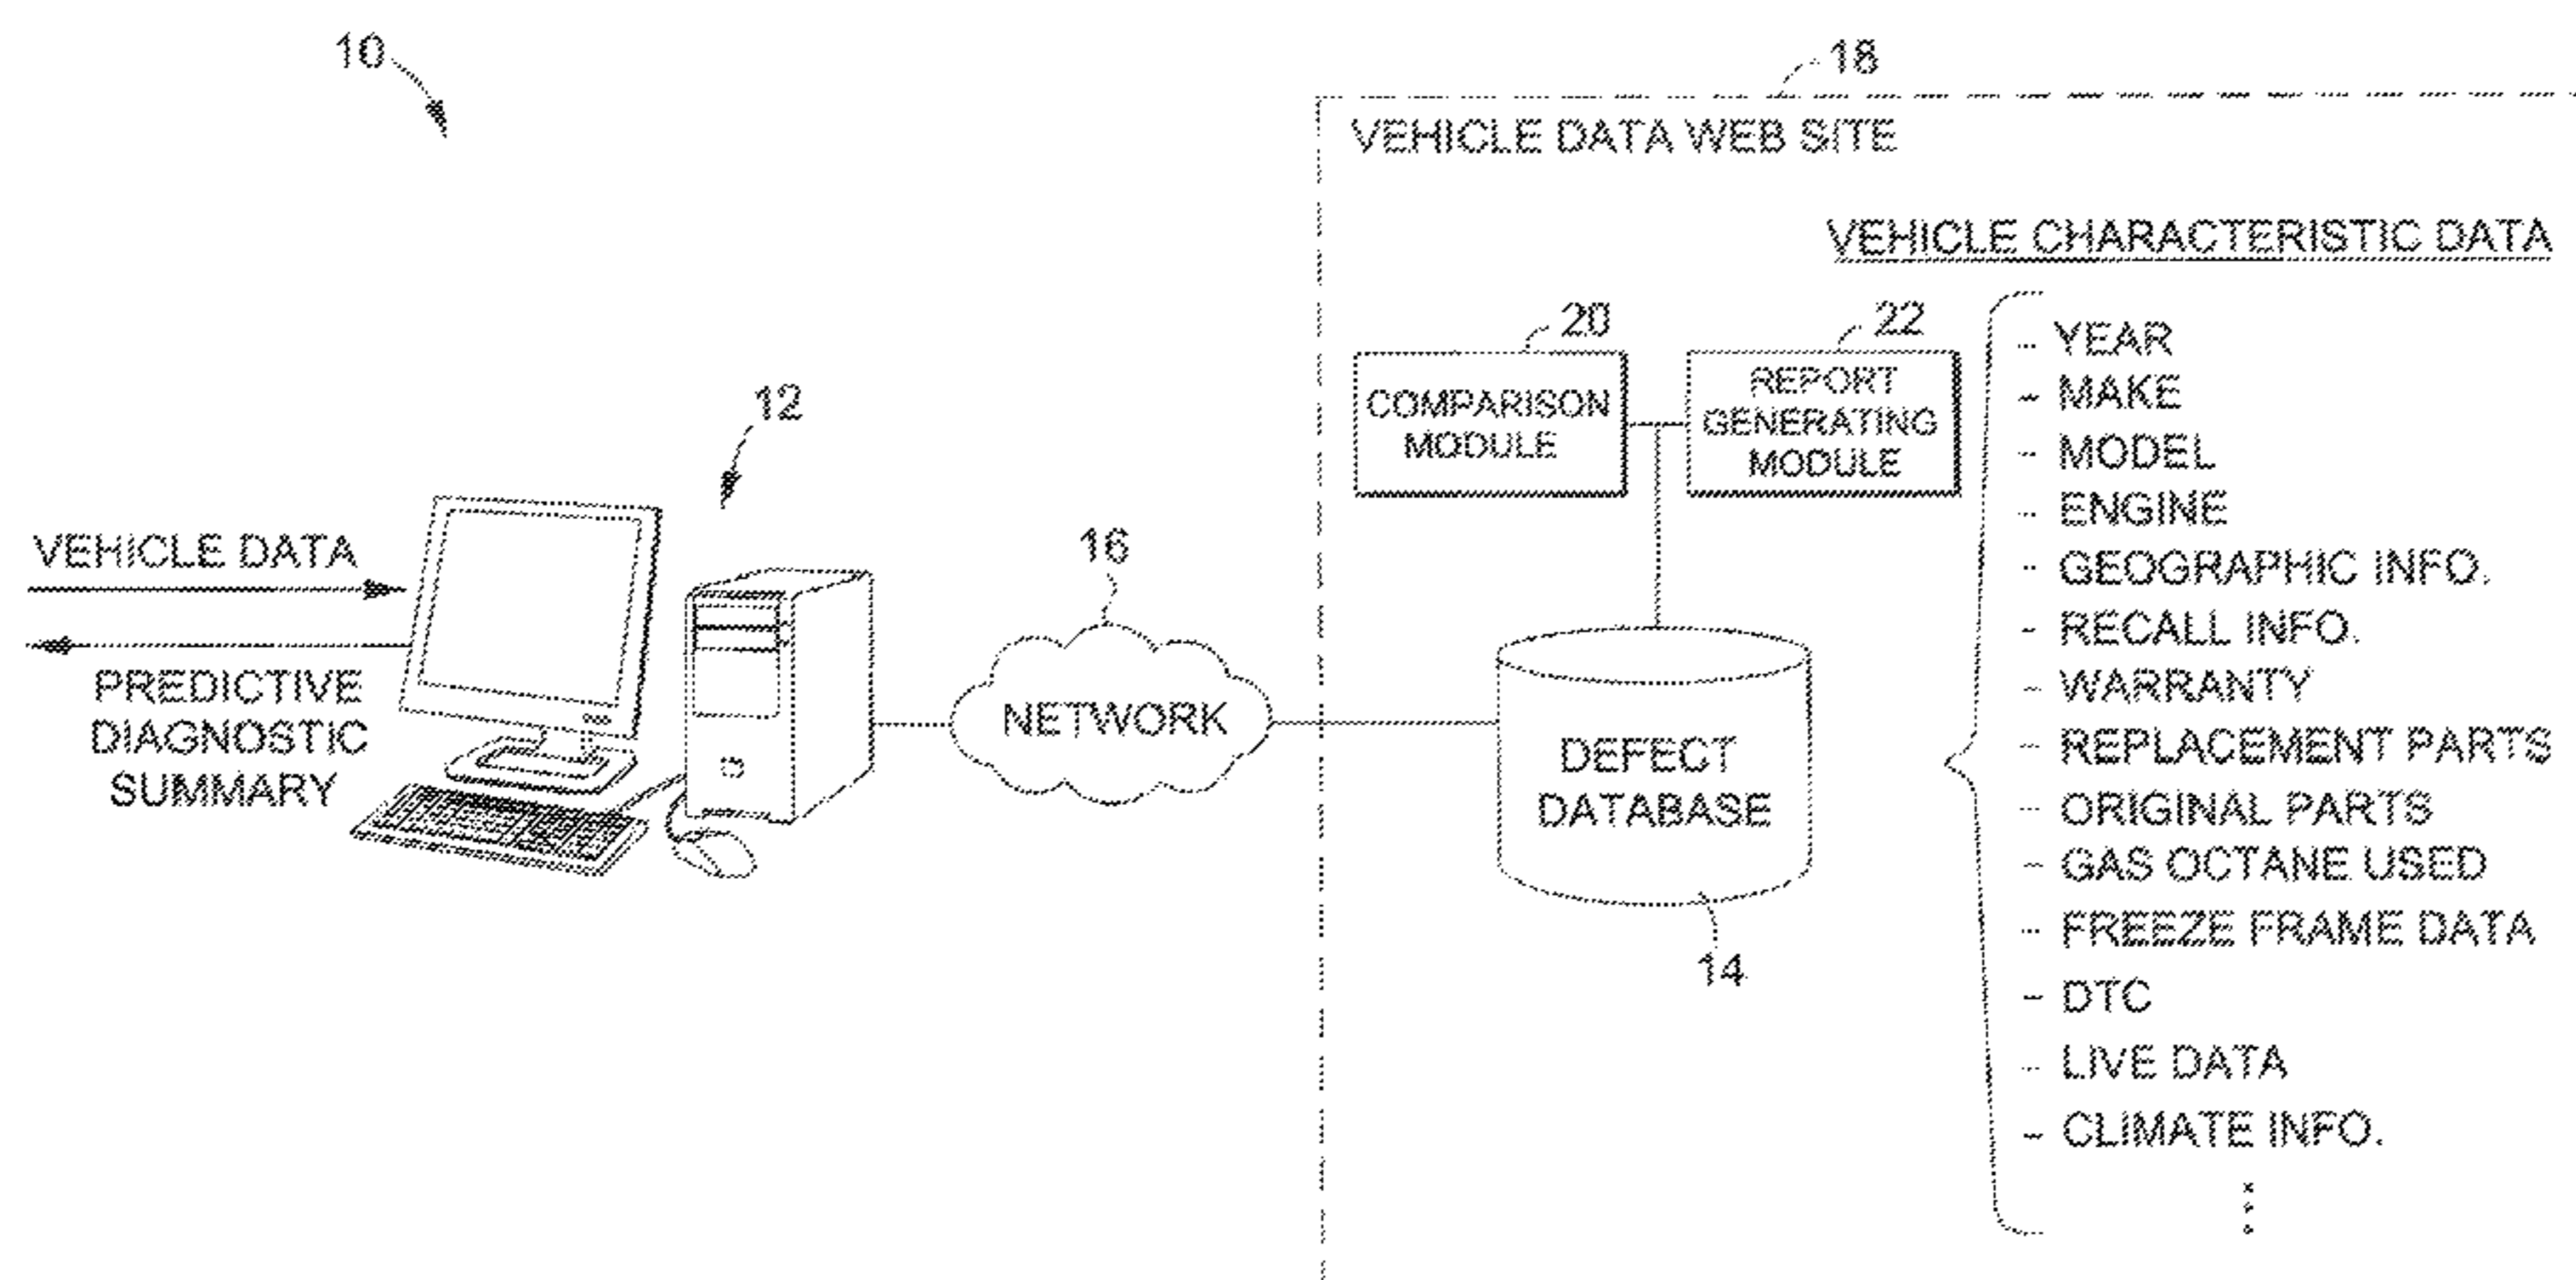 10
18
VEHICLE DATA WEB SITE
VEHICLE CHARACTERISTIC DATA
20
22
COMPARISON
MODULE
REPORT
GENERATING
MODULE
12
VEHICLE DATA
PREDICTIVE
DIAGNOSTIC
SUMMARY
16
NETWORK
DEFECT
DATABASE
14
- YEAR
- MAKE
- MODEL
- ENGINE
- GEOGRAPHIC INFO.
- RECALL INFO.
- WARRANTY
- REPLACEMENT PARTS
- ORIGINAL PARTS
- GAS OCTANE USED
- FREEZE FRAME DATA
- DTC
- LIVE DATA
- CLIMATE INFO.